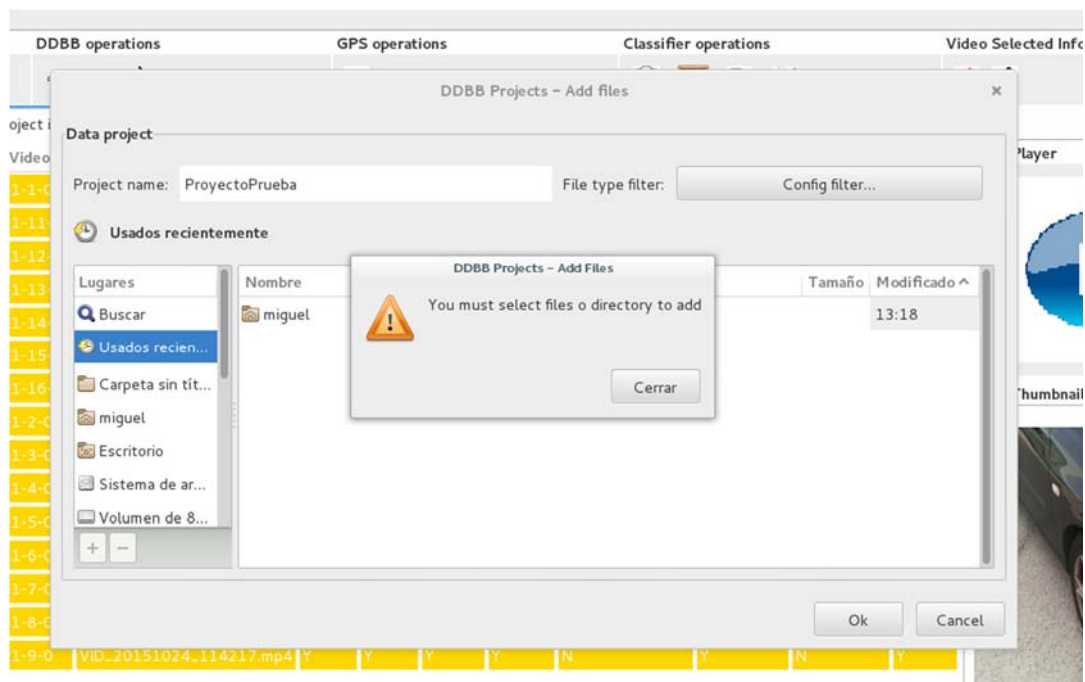 DDBB operations GPS operations Classifier operations Video Selected Info
DDBB Projects – Add files ×
oject i
Data project
Video Player
Project name: ProyectoPrueba File type filter: Config filter...
1-1-0
1-11-
Usados recientemente
1-12-
DDBB Projects – Add Files
Lugares Nombre Tamaño Modificado
1-13-
You must select files o directory to add
Buscar miguel 13:18
1-14-
Usados recien...
1-15-
Carpeta sin tít... Cerrar
1-16-
Thumbnail
miguel
1-2-0
Escritorio
1-3-0
Sistema de ar...
1-4-0
Volumen de 8...
1-5-0
+ −
1-6-0
1-7-0
1-8-0
Ok Cancel
1-9-0 VID_20151024_114217.mp4 Y Y Y Y N Y N Y